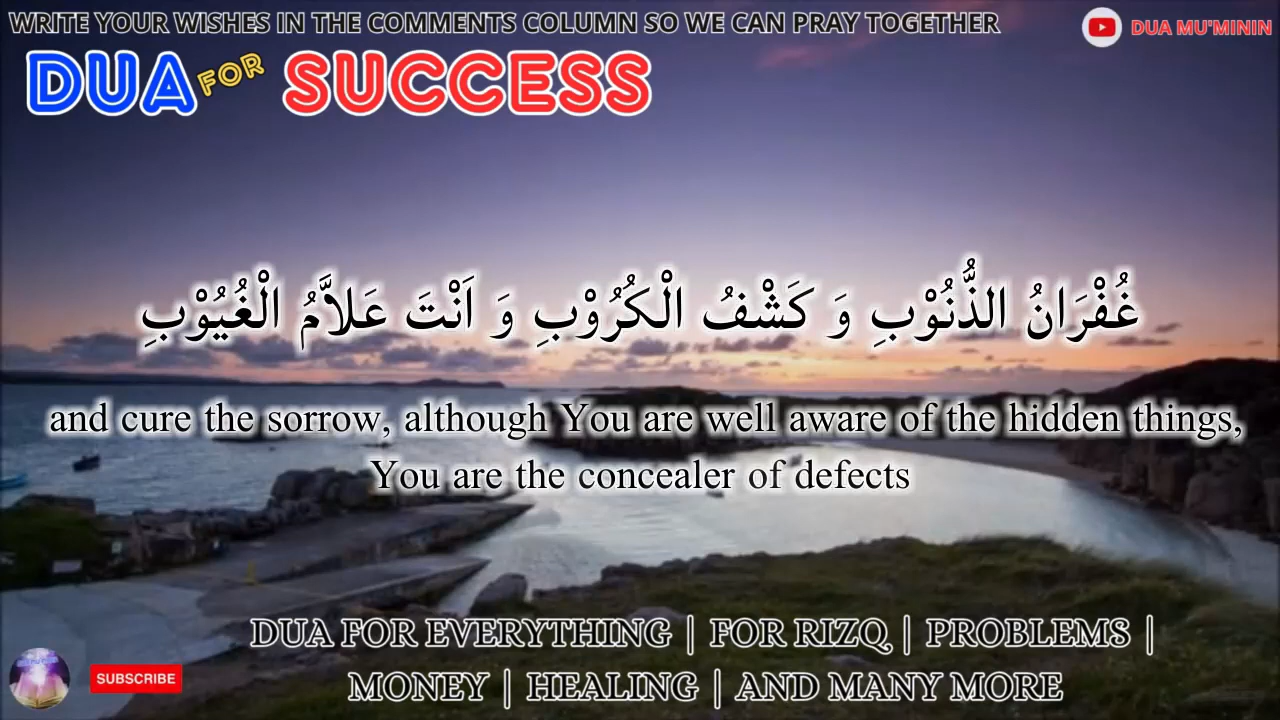 WRITE YOUR WISHES IN THE COMMENTS COLUMN SO WE CAN PRAY TOGETHER
DUA MU'MININ
DUA FOR SUCCESS
غُفْرَانُ الذُّنُوْبِ وَ كَشْفُ الْكُرُوْبِ وَ اَنْتَ عَلاَّمُ الْغُيُوْبِ
and cure the sorrow, although You are well aware of the hidden things,
You are the concealer of defects
DUA FOR EVERYTHING | FOR RIZQ | PROBLEMS |
MONEY | HEALING | AND MANY MORE
SUBSCRIBE